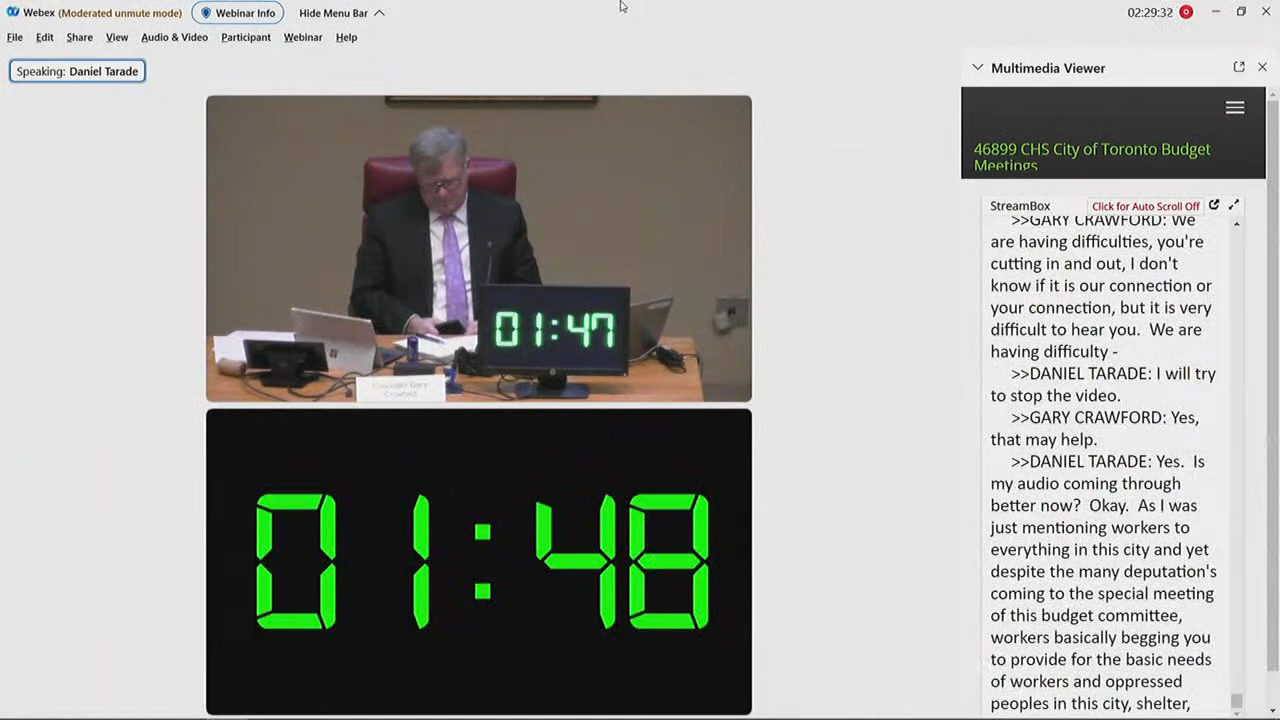 Webex (Moderated unmute mode) Webinar Info Hide Menu Bar 02:29:32
File Edit Share View Audio & Video Participant Webinar Help
Speaking: Daniel Tarade
Multimedia Viewer
46899 CHS City of Toronto Budget
Meetings
StreamBox Click for Auto Scroll Off
>>GARY CRAWFORD: We
are having difficulties, you're
cutting in and out, I don't
know if it is our connection or
your connection, but it is very
difficult to hear you. We are
having difficulty -
>>DANIEL TARADE: I will try
to stop the video.
>>GARY CRAWFORD: Yes,
that may help.
>>DANIEL TARADE: Yes. Is
my audio coming through
better now? Okay. As I was
just mentioning workers to
everything in this city and yet
despite the many deputation's
coming to the special meeting
of this budget committee,
workers basically begging you
to provide for the basic needs
of workers and oppressed
peoples in this city, shelter,
01:47
Councillor Gary
Crawford
01:48